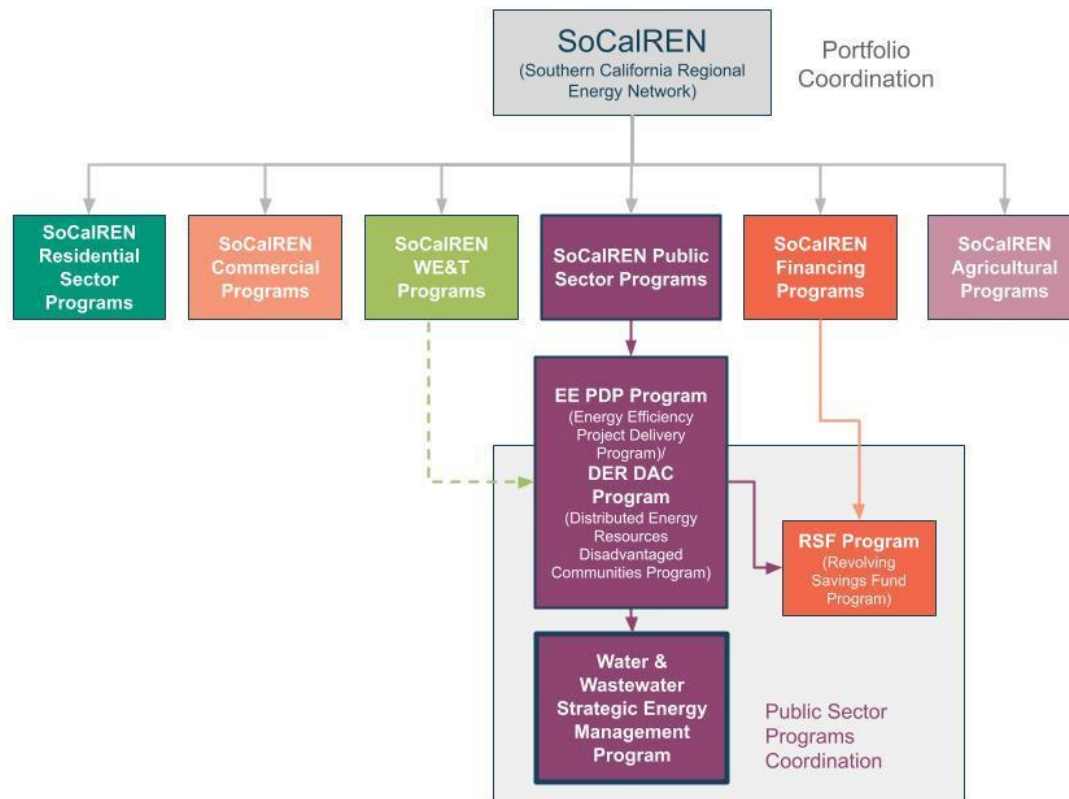 SoCalREN
(Southern California Regional
Energy Network)
Portfolio
Coordination
SoCalREN
Residential
Sector
Programs
SoCalREN
Commercial
Programs
SoCalREN
WE&T
Programs
SoCalREN Public
Sector Programs
SoCalREN
Financing
Programs
SoCalREN
Agricultural
Programs
EE PDP Program
(Energy Efficiency
Project Delivery
Program)/
DER DAC
Program
(Distributed Energy
Resources
Disadvantaged
Communities Program)
RSF Program
(Revolving
Savings Fund
Program)
Water &
Wastewater
Strategic Energy
Management
Program
Public Sector
Programs
Coordination